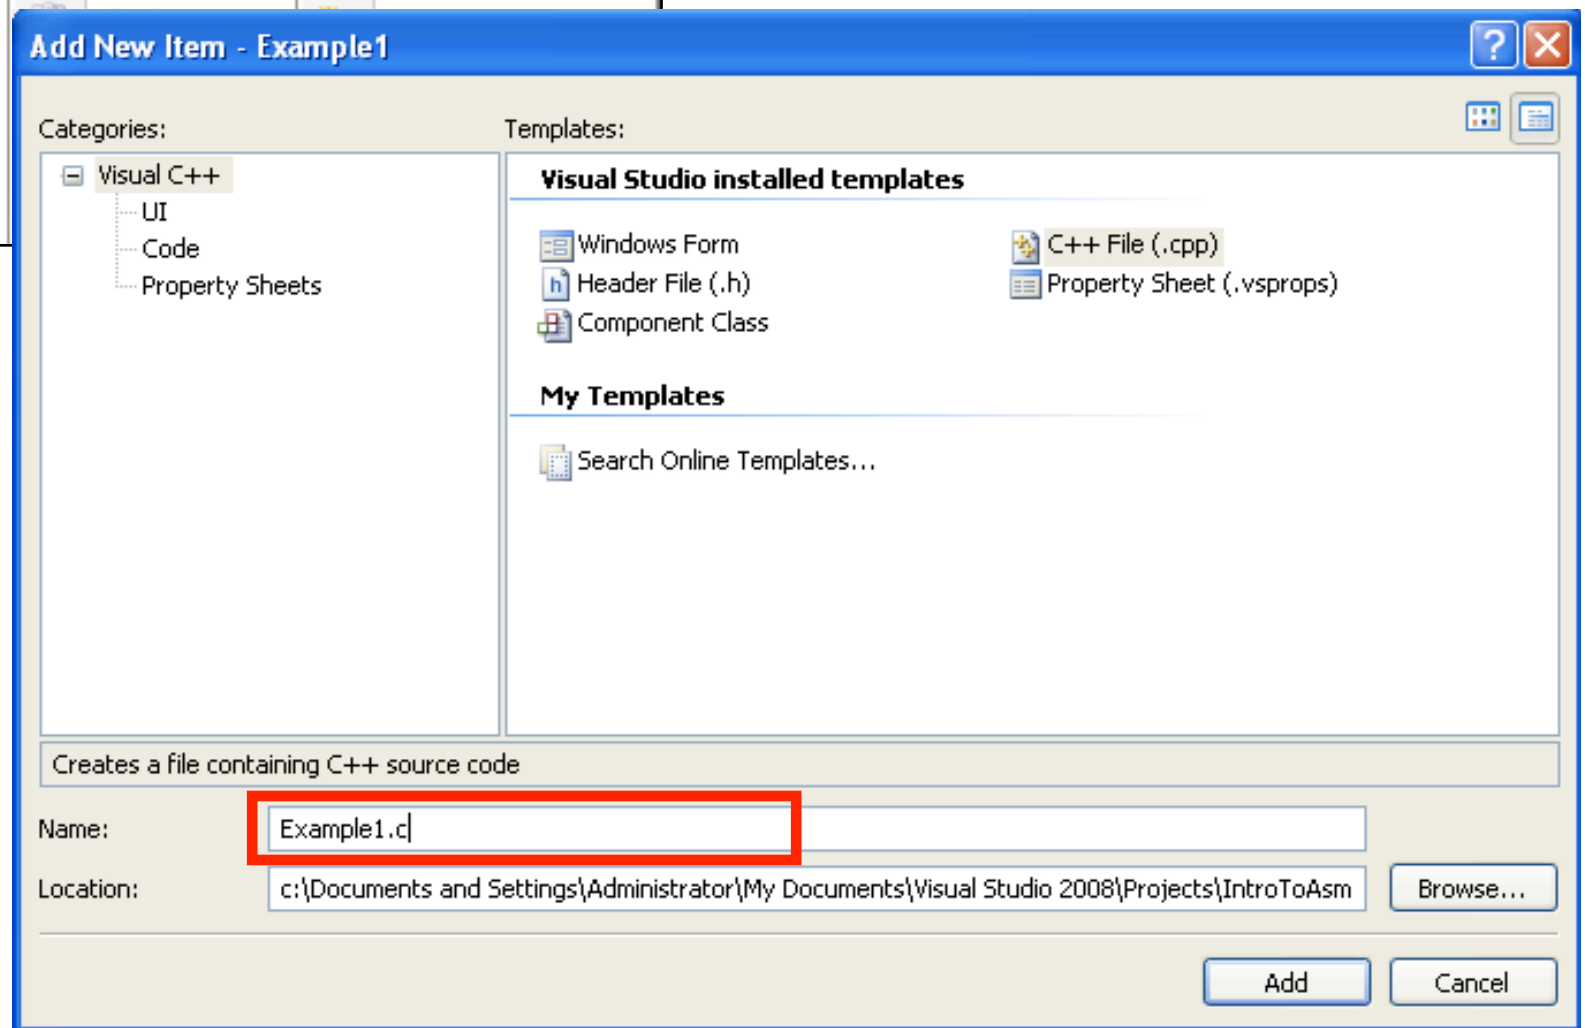 Add New Item - Example1
?
Categories:
Templates:
Visual C++
UI
Code
Property Sheets
Visual Studio installed templates
Windows Form
C++ File (.cpp)
h
Header File (.h)
Property Sheet (.vsprops)
Component Class
My Templates
Search Online Templates...
Creates a file containing C++ source code
Name:
Example1.c
Location:
c:\Documents and Settings\Administrator\My Documents\Visual Studio 2008\Projects\IntroToAsm
Browse...
Add
Cancel